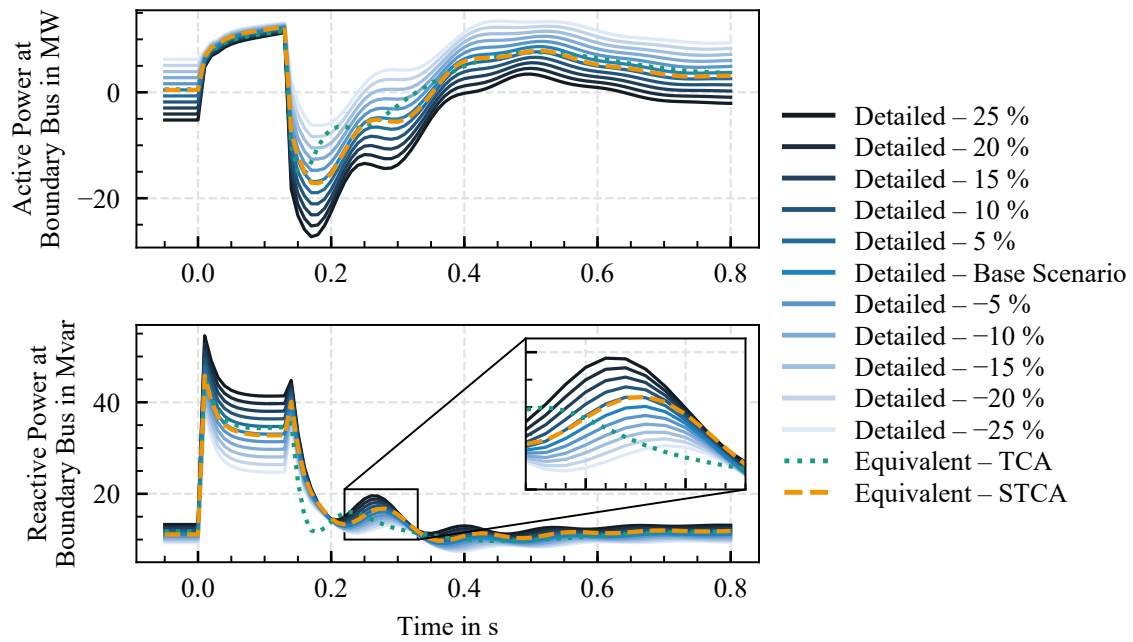 Active Power at
Boundary Bus in MW
0
−20
0.0 0.2 0.4 0.6 0.8
Reactive Power at
Boundary Bus in Mvar
40
20
0.0 0.2 0.4 0.6 0.8
Time in s
Detailed – 25 %
Detailed – 20 %
Detailed – 15 %
Detailed – 10 %
Detailed – 5 %
Detailed – Base Scenario
Detailed – −5 %
Detailed – −10 %
Detailed – −15 %
Detailed – −20 %
Detailed – −25 %
Equivalent – TCA
Equivalent – STCA